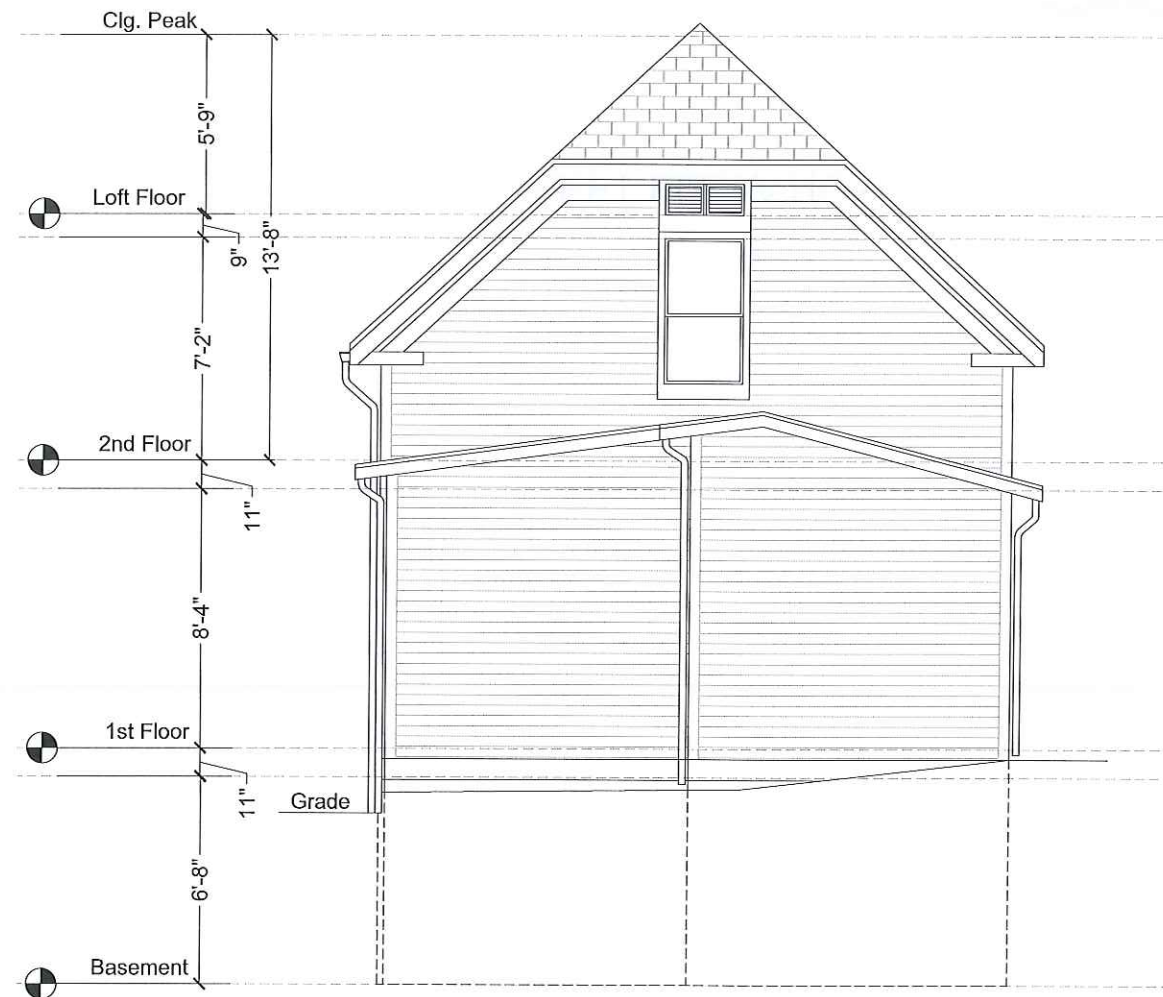 Clg. Peak
5'-9"
Loft Floor
9"
13'-8"
7'-2"
2nd Floor
11"
8'-4"
1st Floor
11"
Grade
6'-8"
Basement